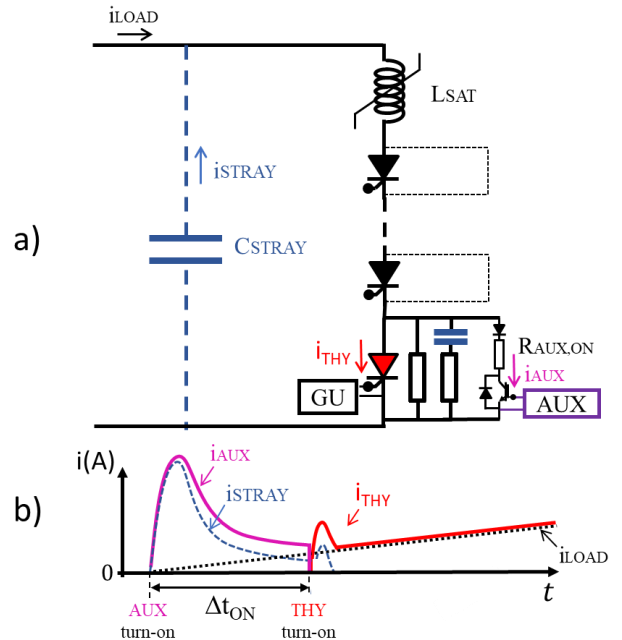 iLOAD
LSAT
iSTRAY
a)
CSTRAY
iTHY
RAUX,ON
iAUX
GU
AUX
i(A)
iAUX
b)
iSTRAY
iTHY
iLOAD
0
t
AUX
turn-on
ΔtON
THY
turn-on